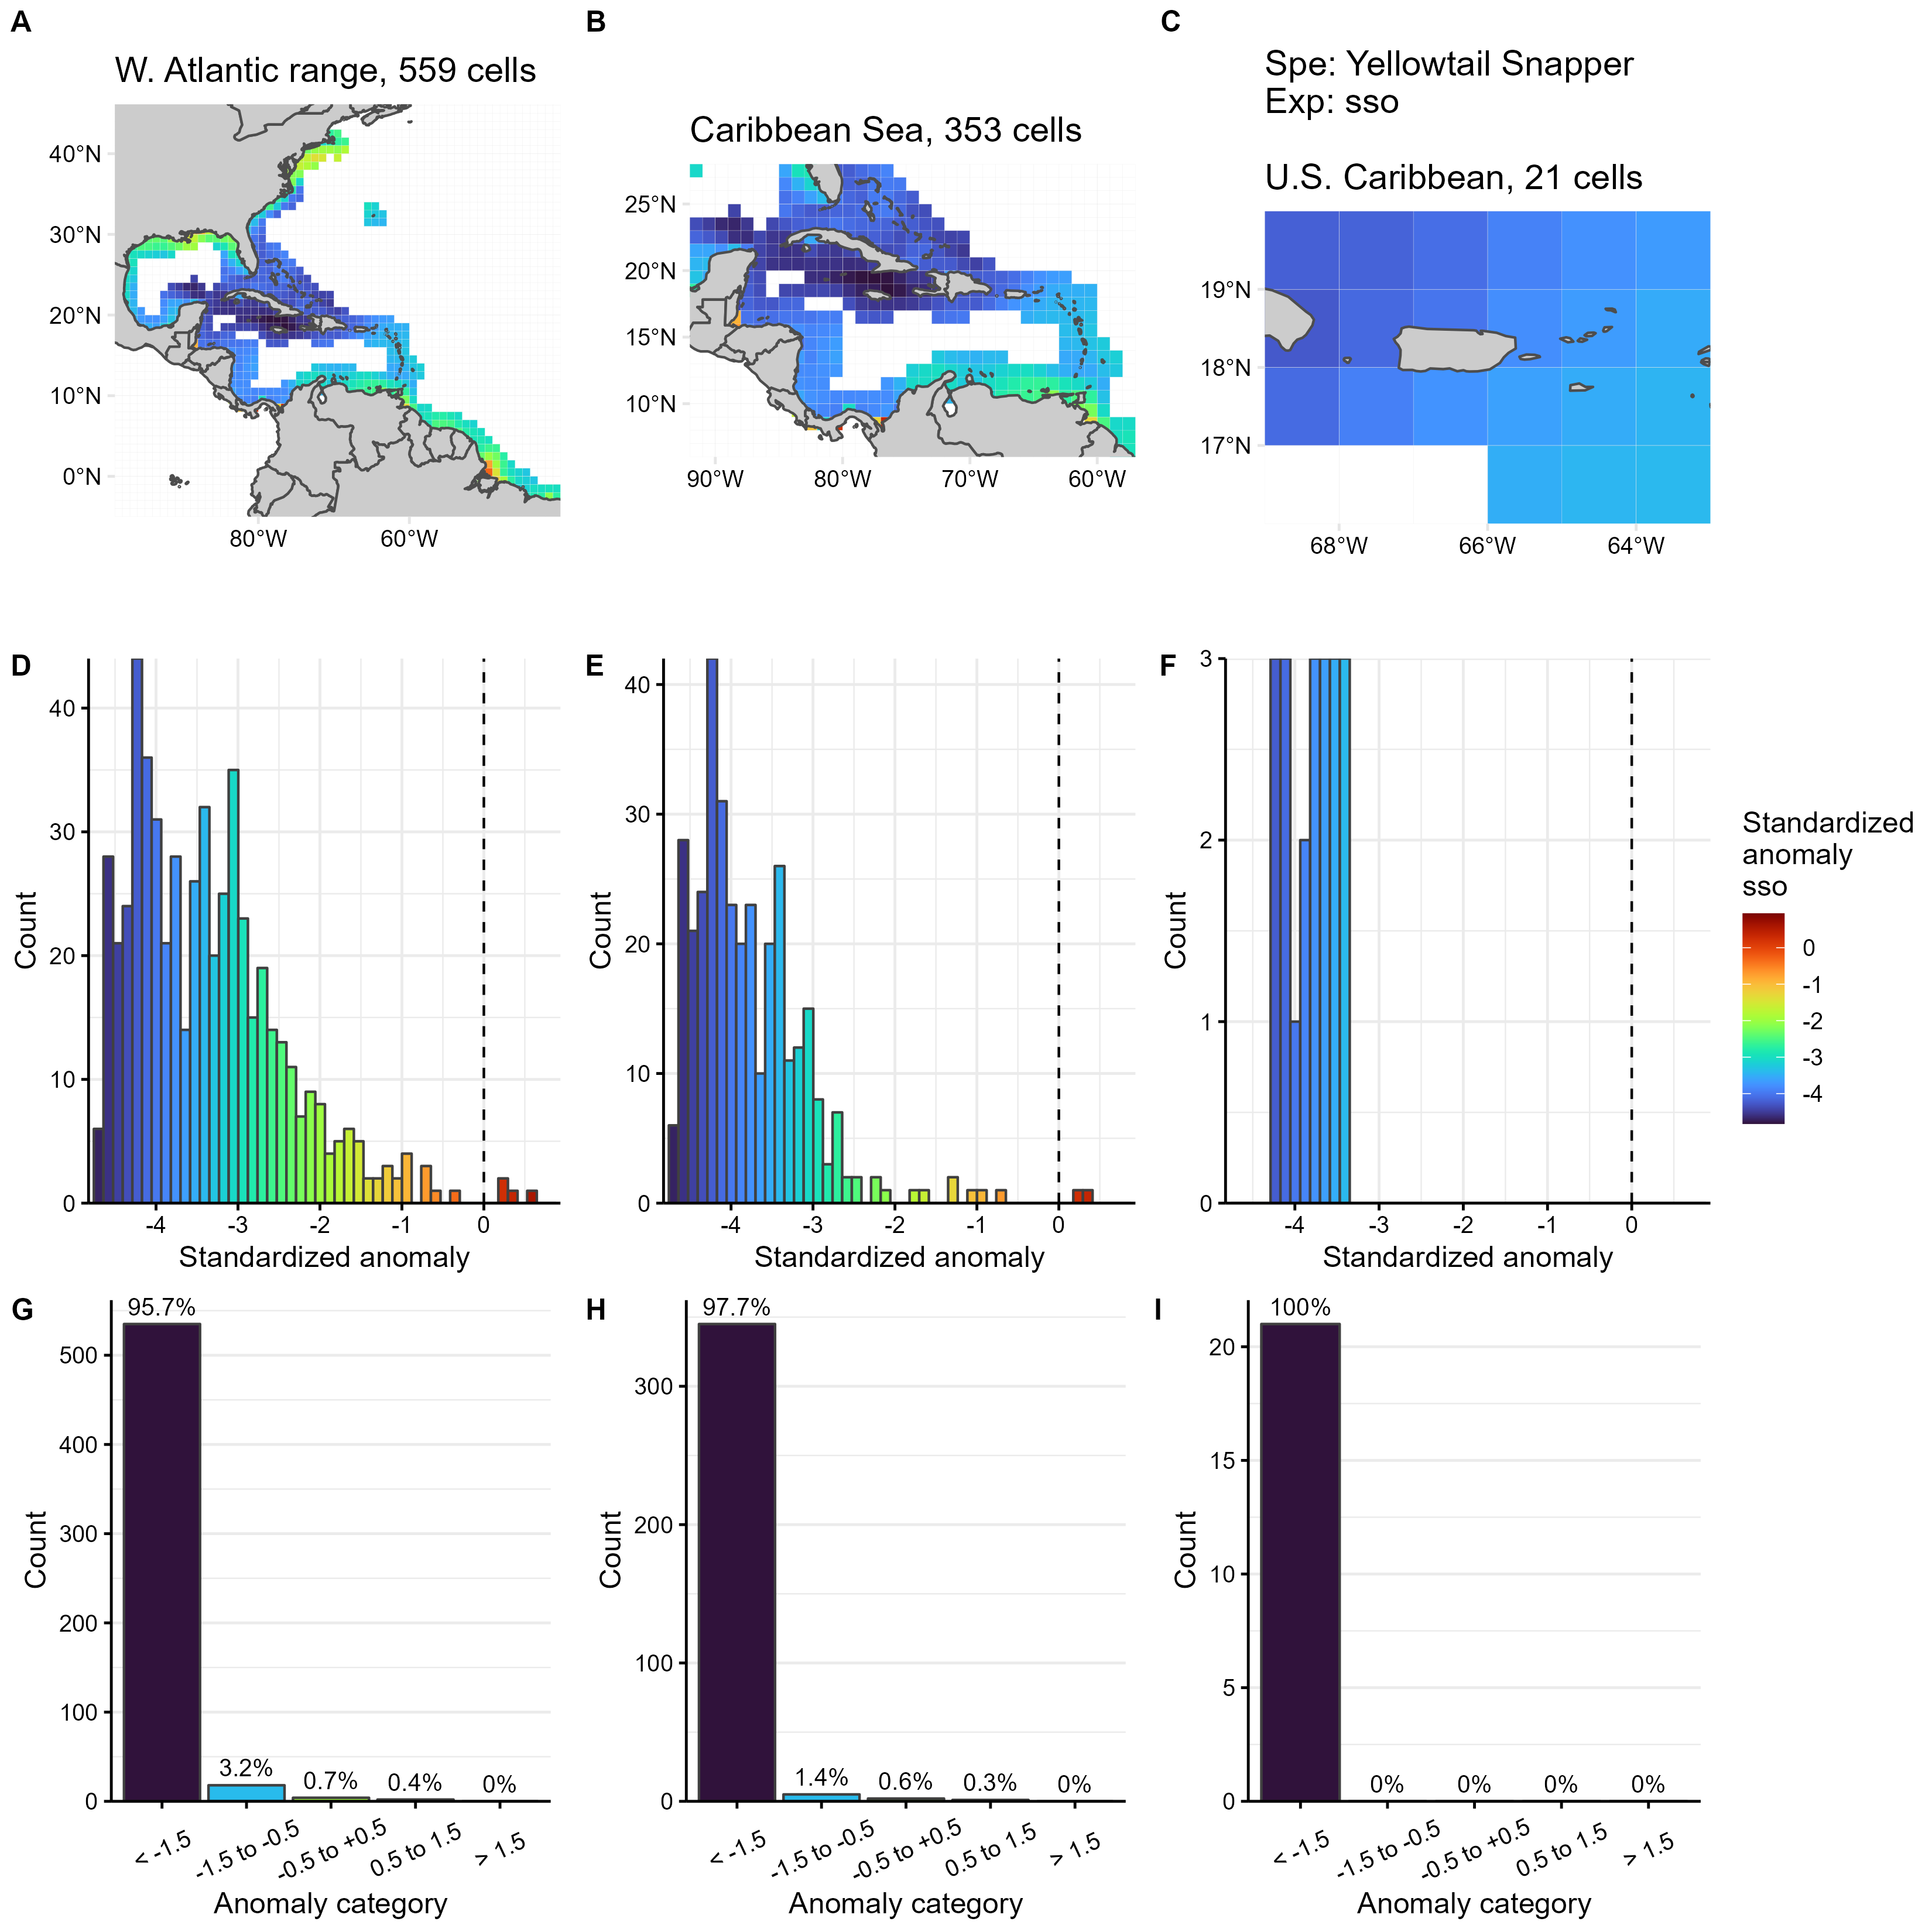 A
B
C
W. Atlantic range, 559 cells
Caribbean Sea, 353 cells
Spe: Yellowtail Snapper
Exp: sso
U.S. Caribbean, 21 cells
40°N
30°N
20°N
10°N
0°N
80°W
60°W
25°N
20°N
15°N
10°N
90°W
80°W
70°W
60°W
19°N
18°N
17°N
68°W
66°W
64°W
D
Count
40
30
20
10
0
-4
-3
-2
-1
0
Standardized anomaly
E
Count
40
30
20
10
0
-4
-3
-2
-1
0
Standardized anomaly
F
Count
3
2
1
0
-4
-3
-2
-1
0
Standardized anomaly
Standardized
anomaly
sso
0
-1
-2
-3
-4
G
Count
500
400
300
200
100
0
95.7%
3.2%
0.7%
0.4%
0%
< -1.5
-1.5 to -0.5
-0.5 to +0.5
0.5 to 1.5
> 1.5
Anomaly category
H
Count
300
200
100
0
97.7%
1.4%
0.6%
0.3%
0%
< -1.5
-1.5 to -0.5
-0.5 to +0.5
0.5 to 1.5
> 1.5
Anomaly category
I
Count
20
15
10
5
0
100%
0%
0%
0%
0%
< -1.5
-1.5 to -0.5
-0.5 to +0.5
0.5 to 1.5
> 1.5
Anomaly category